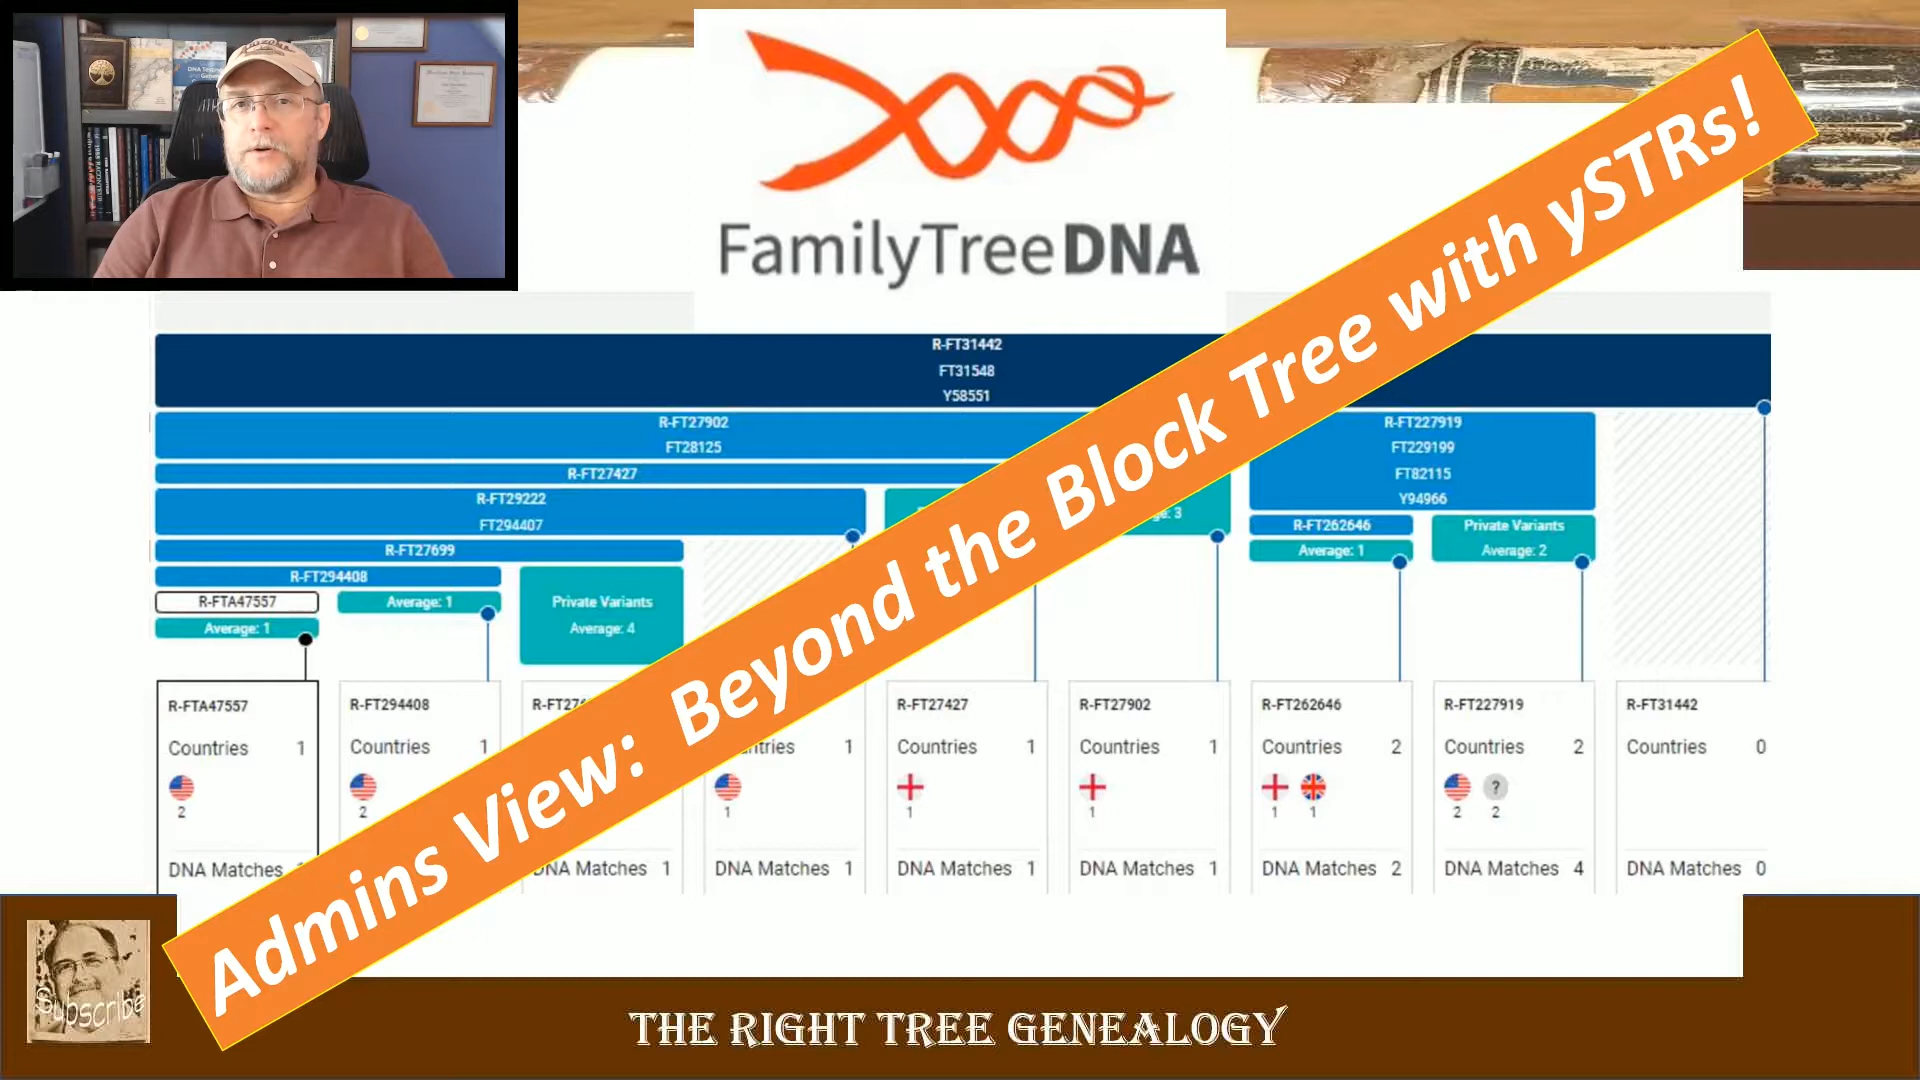 FamilyTreeDNA
Admins View: Beyond the Block Tree with ySTRs!
R-FT31442
FT31548
Y58551
R-FT27902
FT28125
R-FT227919
FT229199
FT82115
Y94966
R-FT27427
R-FT29222
FT294407
R-FT262646
Average: 1
Private Variants
Average: 2
R-FT27699
R-FT294408
R-FTA47557
Average: 1
Average: 1
Private Variants
Average: 4
R-FTA47557
Countries 1
2
DNA Matches
R-FT294408
Countries 1
2
DNA Matches 1
Countries 1
1
DNA Matches 1
R-FT27427
Countries 1
1
DNA Matches 1
R-FT27902
Countries 1
1
DNA Matches 1
R-FT262646
Countries 2
1 1
DNA Matches 2
R-FT227919
Countries 2
?
2 2
DNA Matches 4
R-FT31442
Countries 0
DNA Matches 0
Subscribe
THE RIGHT TREE GENEALOGY